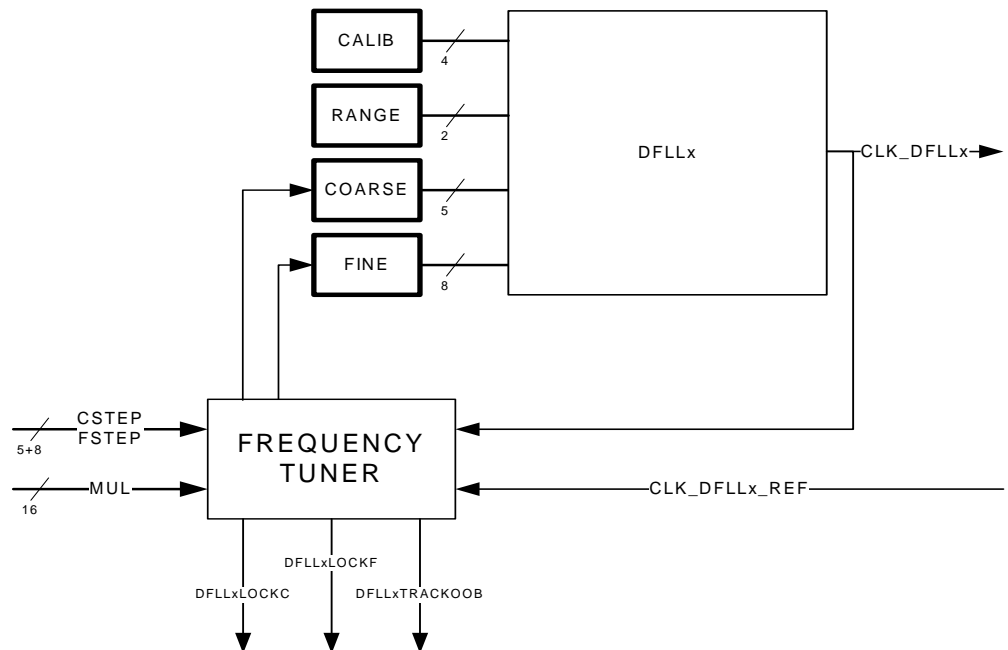 CALIB
4
RANGE
2
DFLLx
CLK_DFLLx
COARSE
5
FINE
8
CSTEP
FSTEP
5+8
FREQUENCY
TUNER
MUL
16
CLK_DFLLx_REF
DFLLxLOCKF
DFLLxLOCKC
DFLLxTRACKOOB